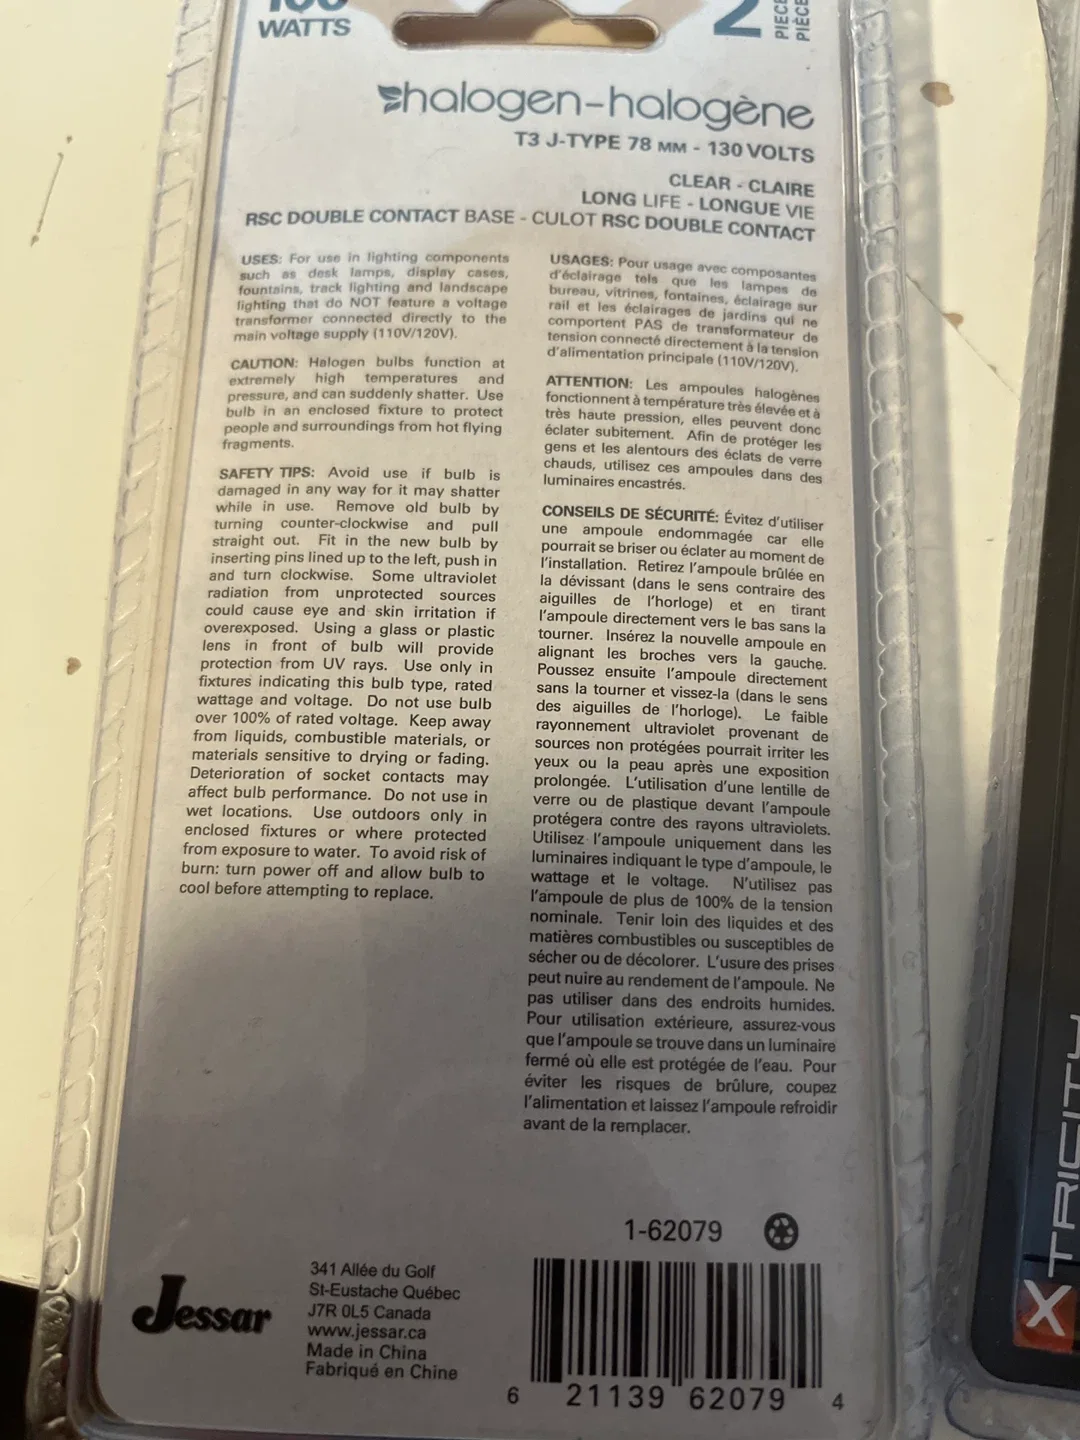 WATTS
2
PIECE
PIÈCE
halogen-halogène
T3 J-TYPE 78 MM - 130 VOLTS
CLEAR - CLAIRE
LONG LIFE - LONGUE VIE
RSC DOUBLE CONTACT BASE - CULOT RSC DOUBLE CONTACT
USES: For use in lighting components
such as desk lamps, display cases,
fountains, track lighting and landscape
lighting that do NOT feature a voltage
transformer connected directly to the
main voltage supply (110V/120V).
CAUTION: Halogen bulbs function at
extremely high temperatures and
pressure, and can suddenly shatter. Use
bulb in an enclosed fixture to protect
people and surroundings from hot flying
fragments.
SAFETY TIPS: Avoid use if bulb is
damaged in any way for it may shatter
while in use. Remove old bulb by
turning counter-clockwise and pull
straight out. Fit in the new bulb by
inserting pins lined up to the left, push in
and turn clockwise. Some ultraviolet
radiation from unprotected sources
could cause eye and skin irritation if
overexposed. Using a glass or plastic
lens in front of bulb will provide
protection from UV rays. Use only in
fixtures indicating this bulb type, rated
wattage and voltage. Do not use bulb
over 100% of rated voltage. Keep away
from liquids, combustible materials, or
materials sensitive to drying or fading.
Deterioration of socket contacts may
affect bulb performance. Do not use in
wet locations. Use outdoors only in
enclosed fixtures or where protected
from exposure to water. To avoid risk of
burn: turn power off and allow bulb to
cool before attempting to replace.
USAGES: Pour usage avec composantes
d'éclairage tels que les lampes de
bureau, vitrines, fontaines, éclairage sur
rail et les éclairages de jardins qui ne
comportent PAS de transformateur de
tension connecté directement à la tension
d'alimentation principale (110V/120V).
ATTENTION: Les ampoules halogènes
fonctionnent à température très élevée et à
très haute pression, elles peuvent donc
éclater subitement. Afin de protéger les
gens et les alentours des éclats de verre
chauds, utilisez ces ampoules dans des
luminaires encastrés.
CONSEILS DE SÉCURITÉ: Évitez d'utiliser
une ampoule endommagée car elle
pourrait se briser ou éclater au moment de
l'installation. Retirez l'ampoule brûlée en
la dévissant (dans le sens contraire des
aiguilles de l'horloge) et en tirant
l'ampoule directement vers le bas sans la
tourner. Insérez la nouvelle ampoule en
alignant les broches vers la gauche.
Poussez ensuite l'ampoule directement
sans la tourner et vissez-la (dans le sens
des aiguilles de l'horloge). Le faible
rayonnement ultraviolet provenant de
sources non protégées pourrait irriter les
yeux ou la peau après une exposition
prolongée. L'utilisation d'une lentille de
verre ou de plastique devant l'ampoule
protégera contre des rayons ultraviolets.
Utilisez l'ampoule uniquement dans les
luminaires indiquant le type d'ampoule, le
wattage et le voltage. N'utilisez pas
l'ampoule de plus de 100% de la tension
nominale. Tenir loin des liquides et des
matières combustibles ou susceptibles de
sécher ou de décolorer. L'usure des prises
peut nuire au rendement de l'ampoule. Ne
pas utiliser dans des endroits humides.
Pour utilisation extérieure, assurez-vous
que l'ampoule se trouve dans un luminaire
fermé où elle est protégée de l'eau. Pour
éviter les risques de brûlure, coupez
l'alimentation et laissez l'ampoule refroidir
avant de la remplacer.
1-62079
Jessar
341 Allée du Golf
St-Eustache Québec
J7R 0L5 Canada
www.jessar.ca
Made in China
Fabriqué en Chine
6 21139 62079 4
XTRICITY